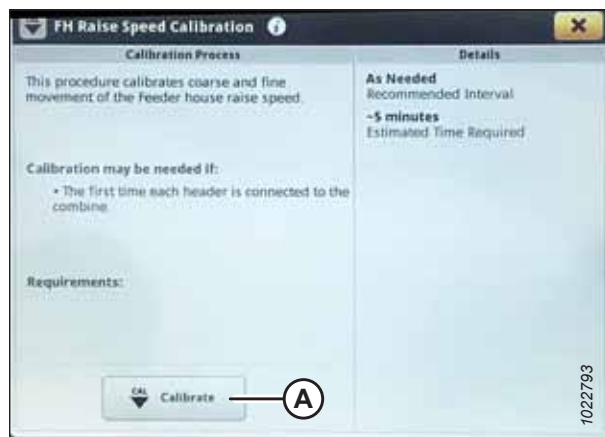 FH Raise Speed Calibration i
Calibration Process
Details
This procedure calibrates coarse and fine
movement of the Feeder house raise speed.
As Needed
Recommended Interval
~5 minutes
Estimated Time Required
Calibration may be needed if:
• The first time each header is connected to the
combine
Requirements:
CAL
Calibrate
A
1022793